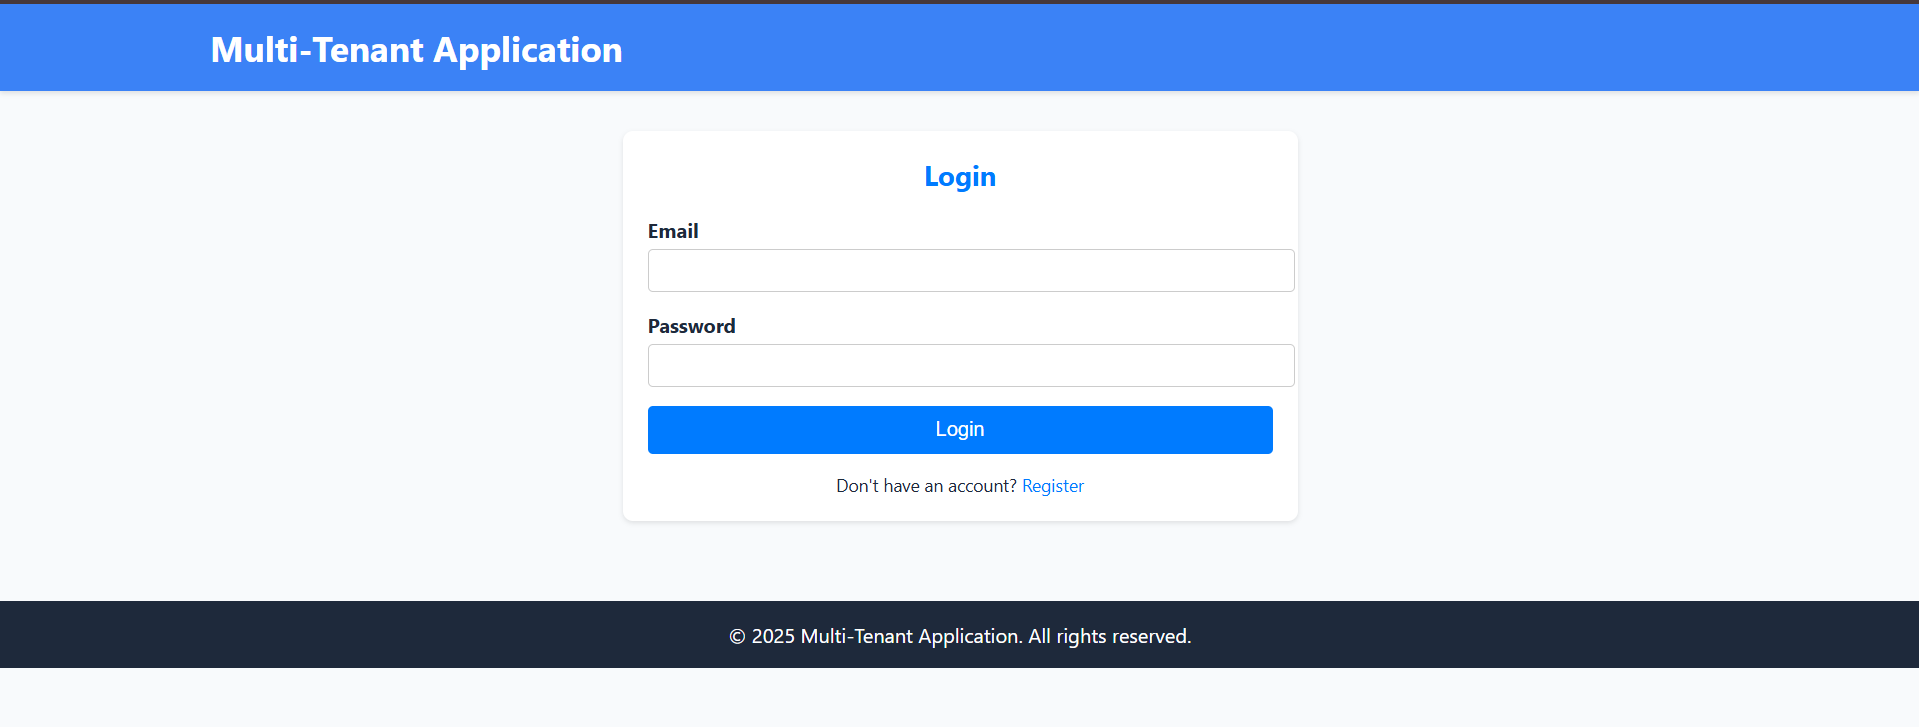 Multi-Tenant Application
Login
Email
Password
Login
Don't have an account? Register
© 2025 Multi-Tenant Application. All rights reserved.